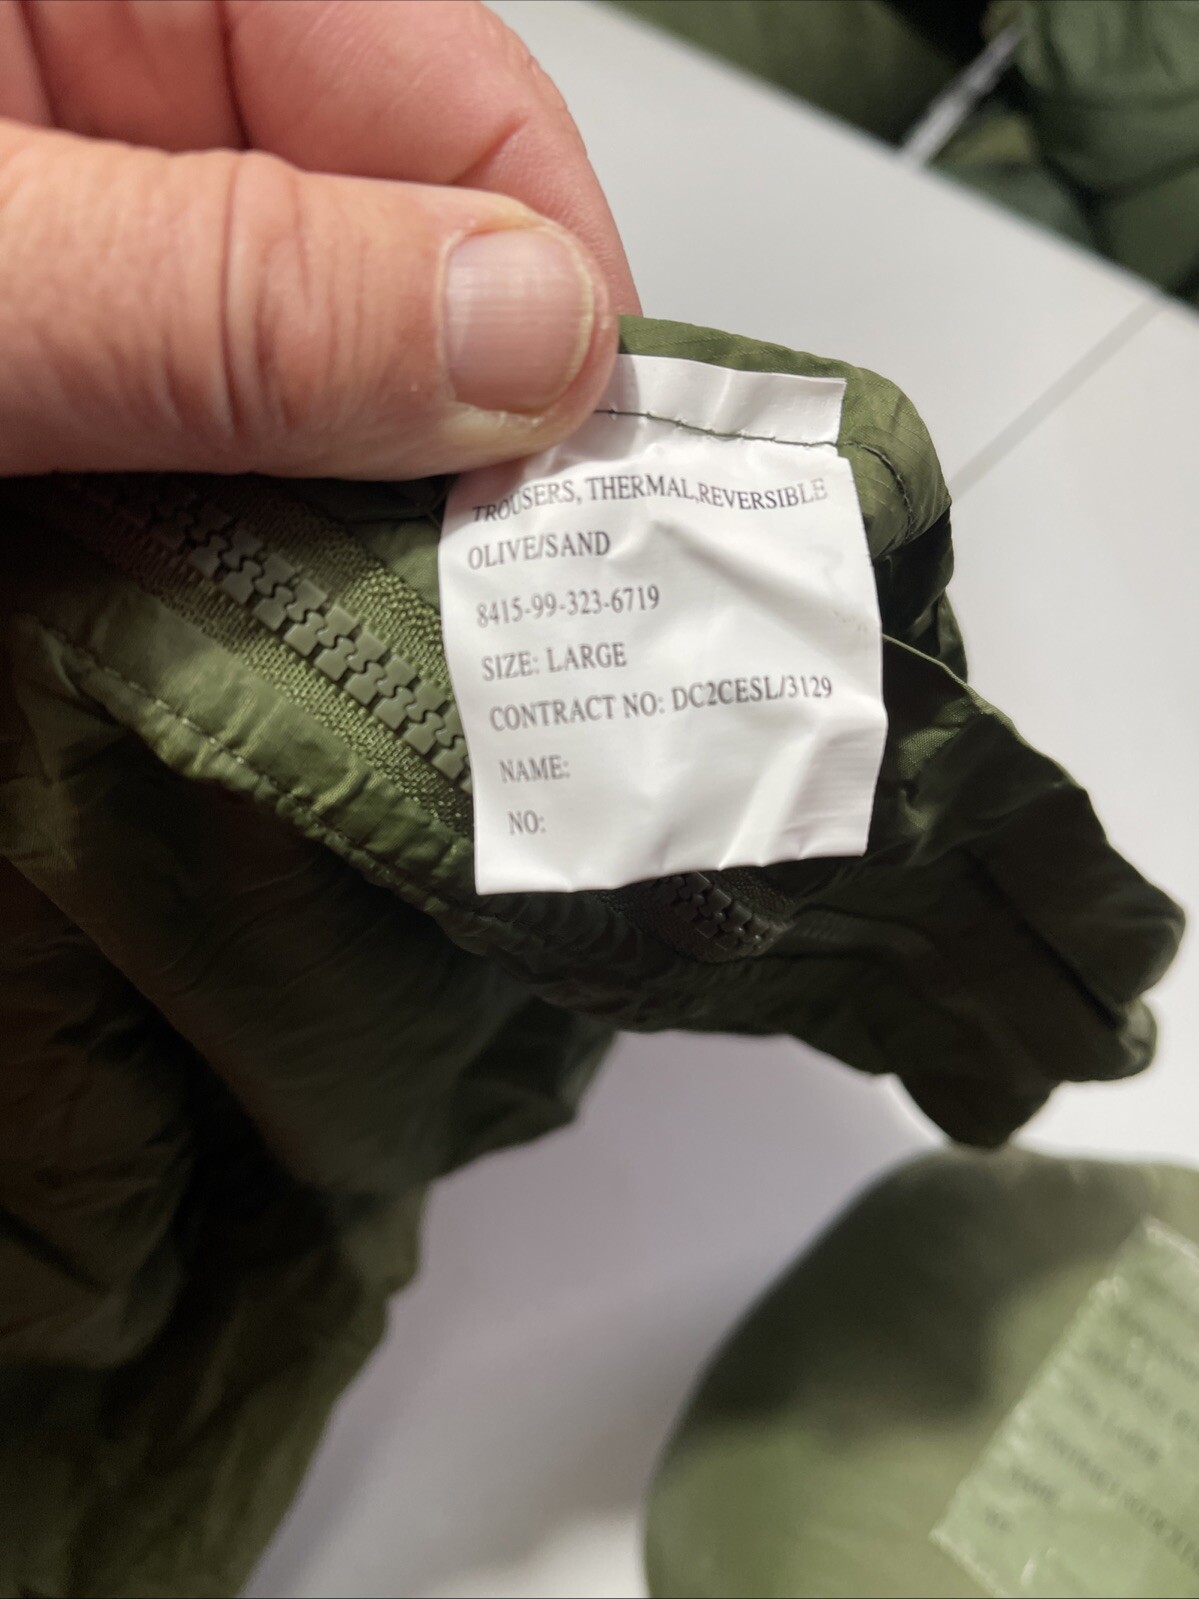 TROUSERS, THERMAL,REVERSIBLE
OLIVE/SAND
8415-99-323-6719
SIZE: LARGE
CONTRACT NO: DC2CESL/3129
NAME:
NO: